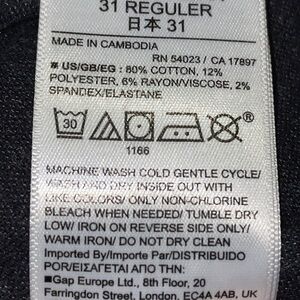 31 REGULER
日本 31
MADE IN CAMBODIA
RN 54023 / CA 17897
US/GB/EG : 80% COTTON, 12%
POLYESTER, 6% RAYON/VISCOSE, 2%
SPANDEX/ELASTANE
30
®
1166
MACHINE WASH COLD GENTLE CYCLE/
WASH AND DRY INSIDE OUT WITH
LIKE COLORS/ ONLY NON-CHLORINE
BLEACH WHEN NEEDED/ TUMBLE DRY
LOW/ IRON ON REVERSE SIDE ONLY/
WARM IRON/ DO NOT DRY CLEAN
Imported By/Importe Par/DISTRIBUIDO
POR/ΕΙΣΑΓΕΤΑΙ ΑΠΟ ΤΗΝ:
■Gap Europe Ltd., 8th Floor, 20
Farringdon Street, London, EC4A 4AB, UK